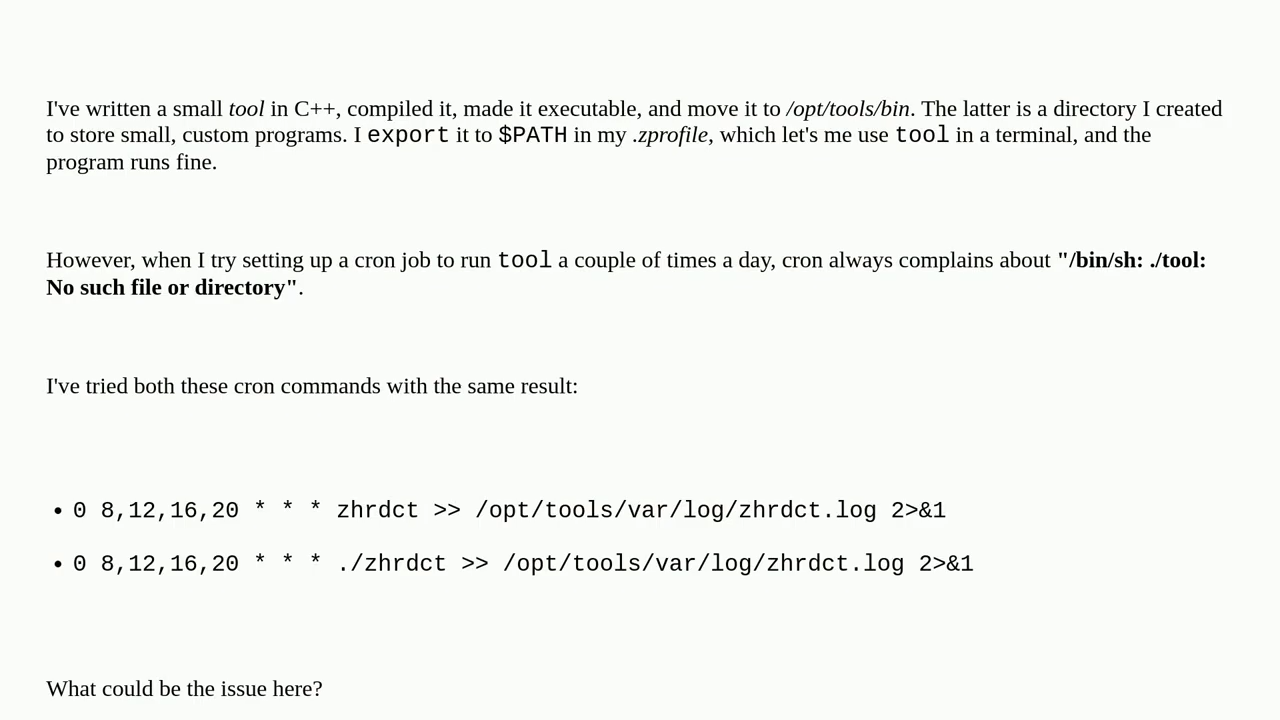 I've written a small tool in C++, compiled it, made it executable, and move it to /opt/tools/bin. The latter is a directory I created
to store small, custom programs. I export it to $PATH in my .zprofile, which let's me use tool in a terminal, and the
program runs fine.
However, when I try setting up a cron job to run tool a couple of times a day, cron always complains about "/bin/sh: ./tool:
No such file or directory".
I've tried both these cron commands with the same result:
• 0 8,12,16,20 * * * zhrdct >> /opt/tools/var/log/zhrdct.log 2>&1
• 0 8,12,16,20 * * * ./zhrdct >> /opt/tools/var/log/zhrdct.log 2>&1
What could be the issue here?